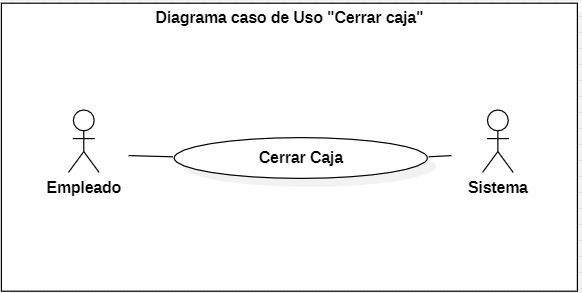 Diagrama caso de Uso "Cerrar caja"
Cerrar Caja
Empleado
Sistema